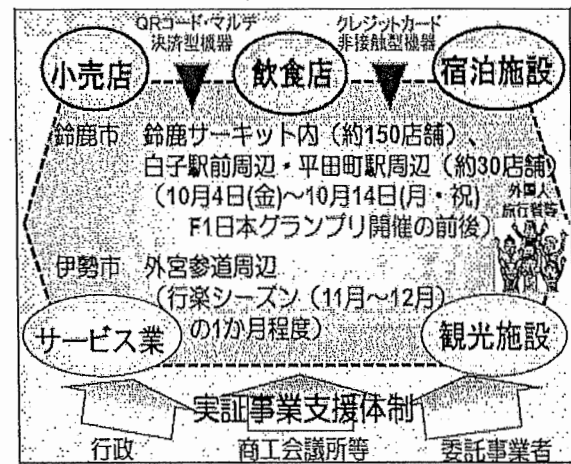 QRコード・マルチ
決済型機器
クレジットカード
非接触型機器
小売店
飲食店
宿泊施設
鈴鹿市 鈴鹿サーキット内（約150店舗）、
白子駅前周辺・平田町駅周辺（約30店舗）
（10月4日(金)～10月14日(月・祝)
F1日本グランプリ開催の前後）
外国人
旅行者等
伊勢市 外宮参道周辺
（行楽シーズン（11月～12月）
の1か月程度）
サービス業
観光施設
実証事業支援体制
行政
商工会議所等
委託事業者